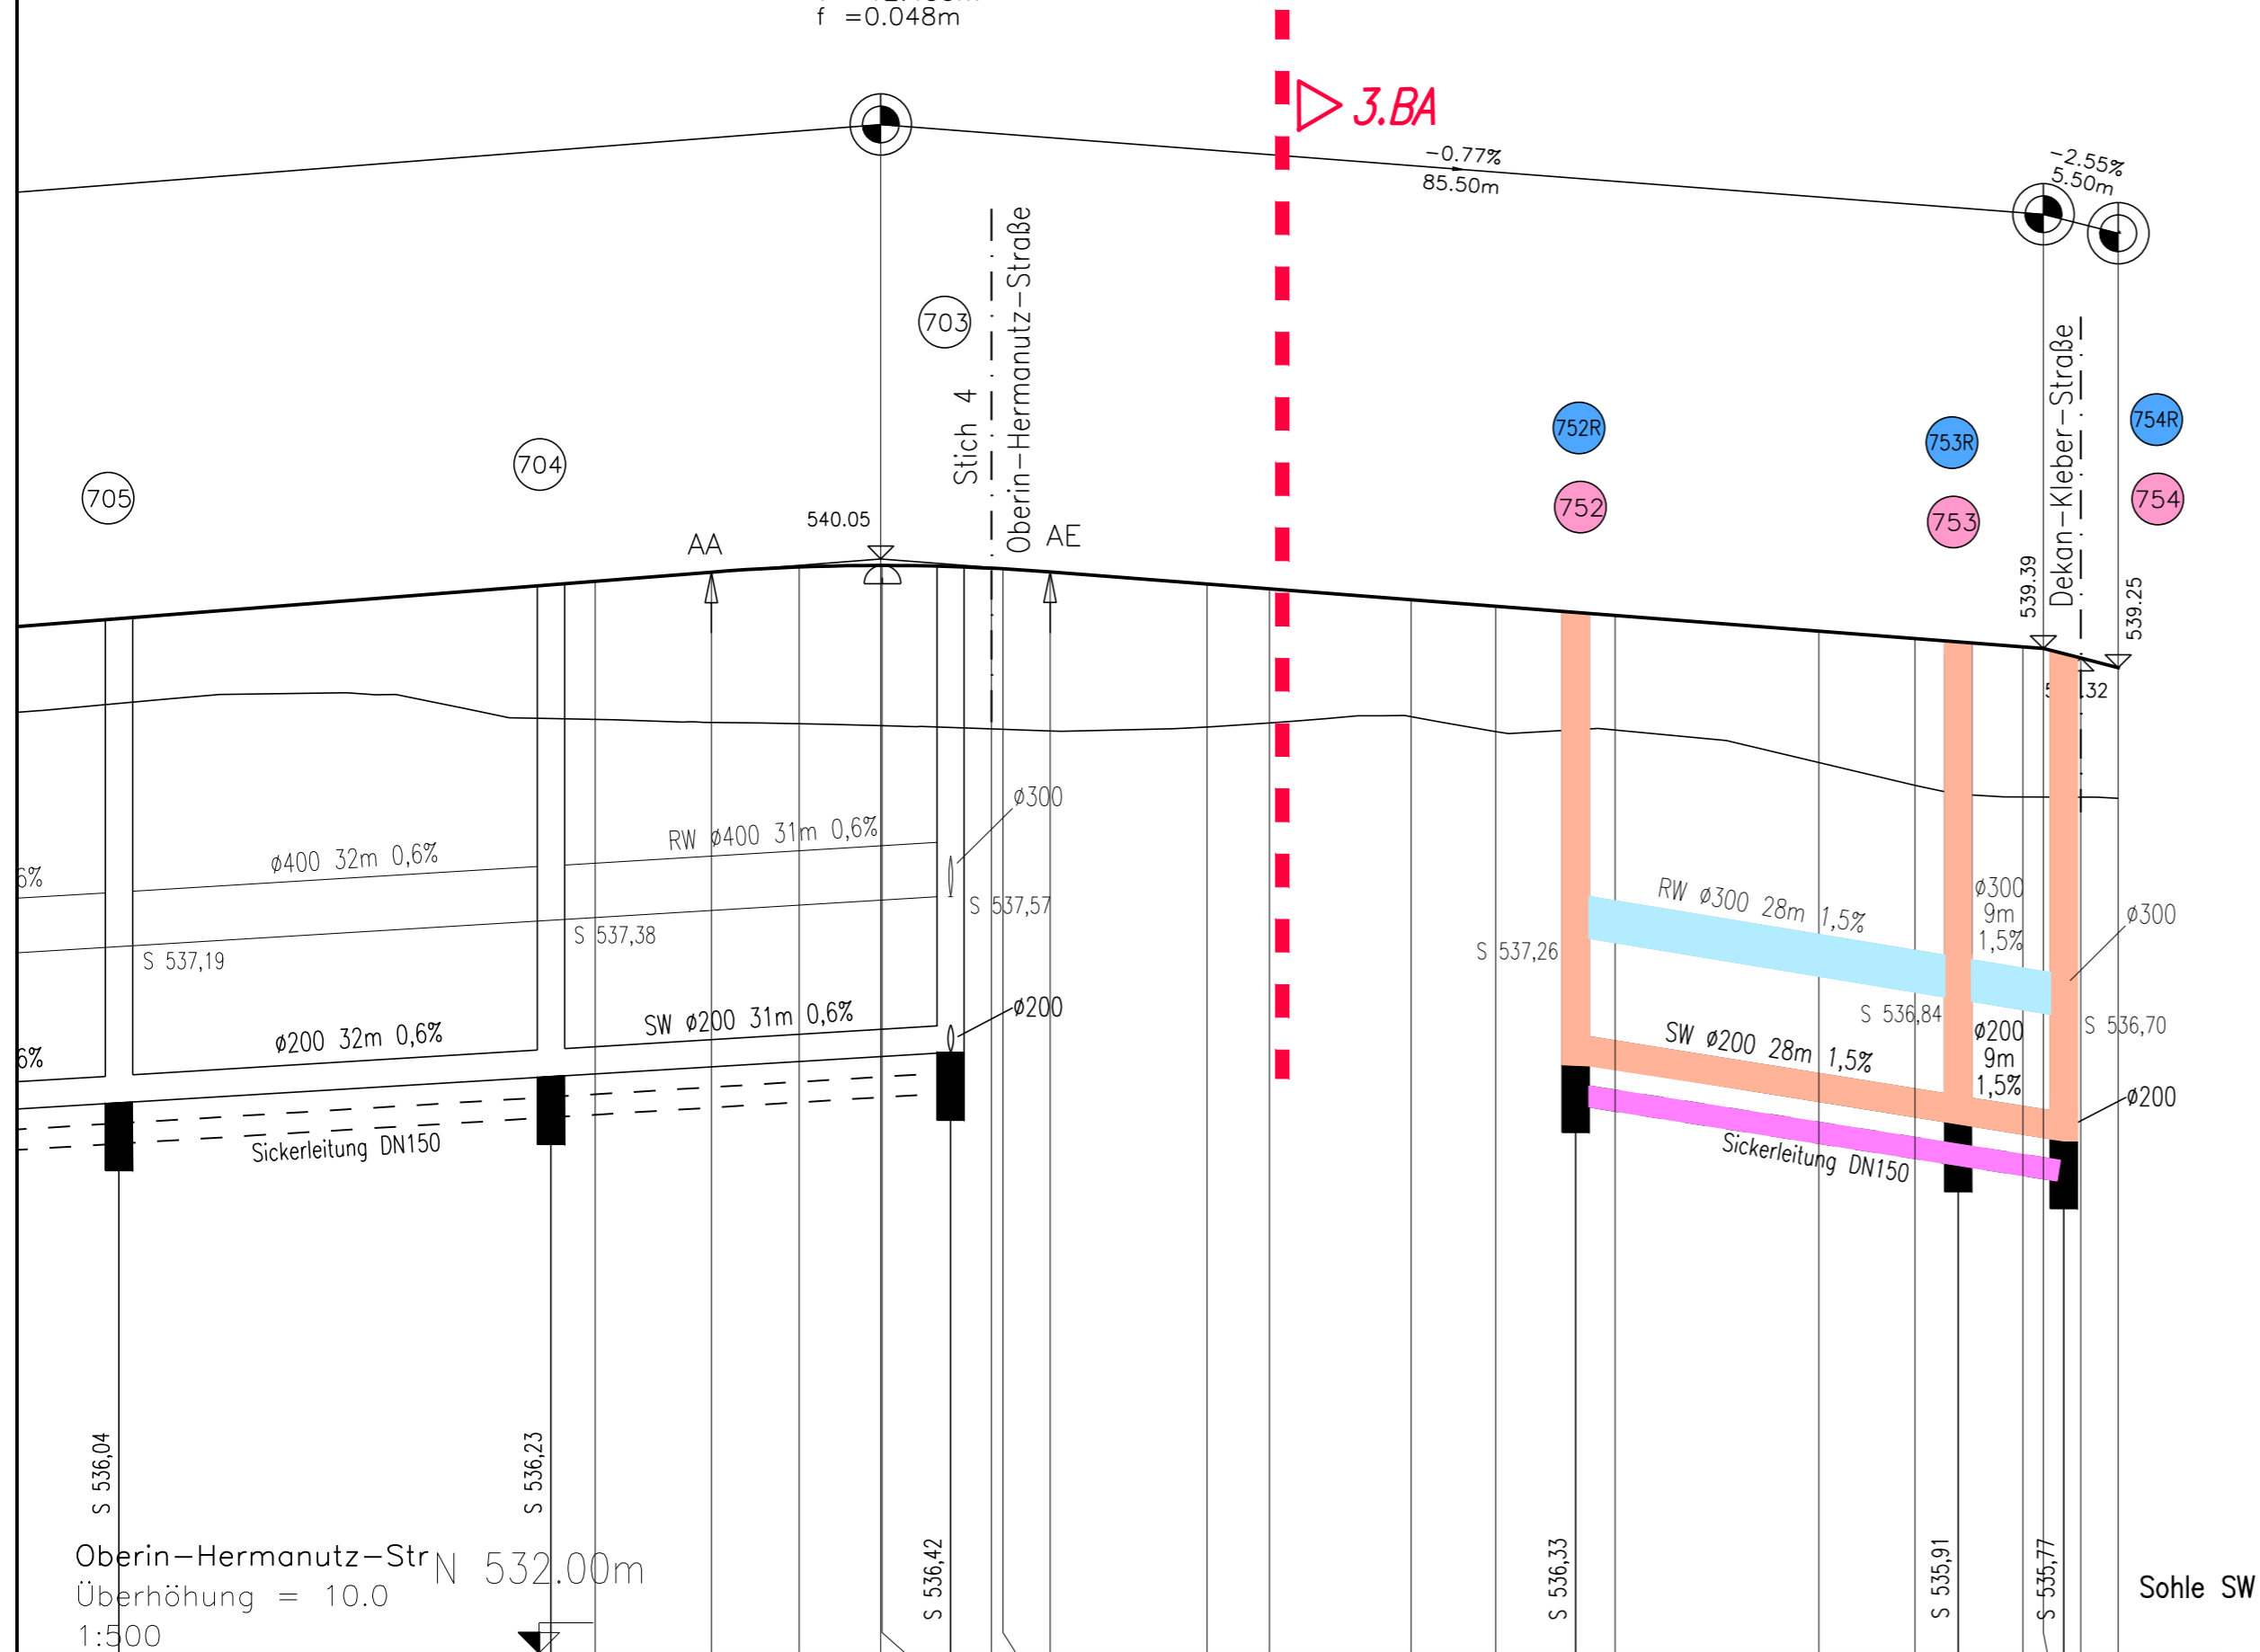 f =0.048m
3.BA
-0.77%
85.50m
-2.55%
5.50m
703
Stich 4
Oberin-Hermanutz-Straße
752R
753R
754R
705
704
752
753
754
Dekan-Kleber-Straße
540.05
AA
AE
539.39
539.25
.32
ø300
RW ø400 31m 0,6%
ø400 32m 0,6%
6%
S 537,57
S 537,38
S 537,19
RW ø300 28m 1,5%
ø300
9m
1,5%
ø300
S 537,26
S 536,84
S 536,70
ø200
SW ø200 31m 0,6%
ø200 32m 0,6%
6%
SW ø200 28m 1,5%
ø200
9m
1,5%
ø200
Sickerleitung DN150
Sickerleitung DN150
S 536,04
S 536,23
S 536,42
S 536,33
S 535,91
S 535,77
Oberin-Hermanutz-Str
N 532.00m
Überhöhung = 10.0
1:500
Sohle SW